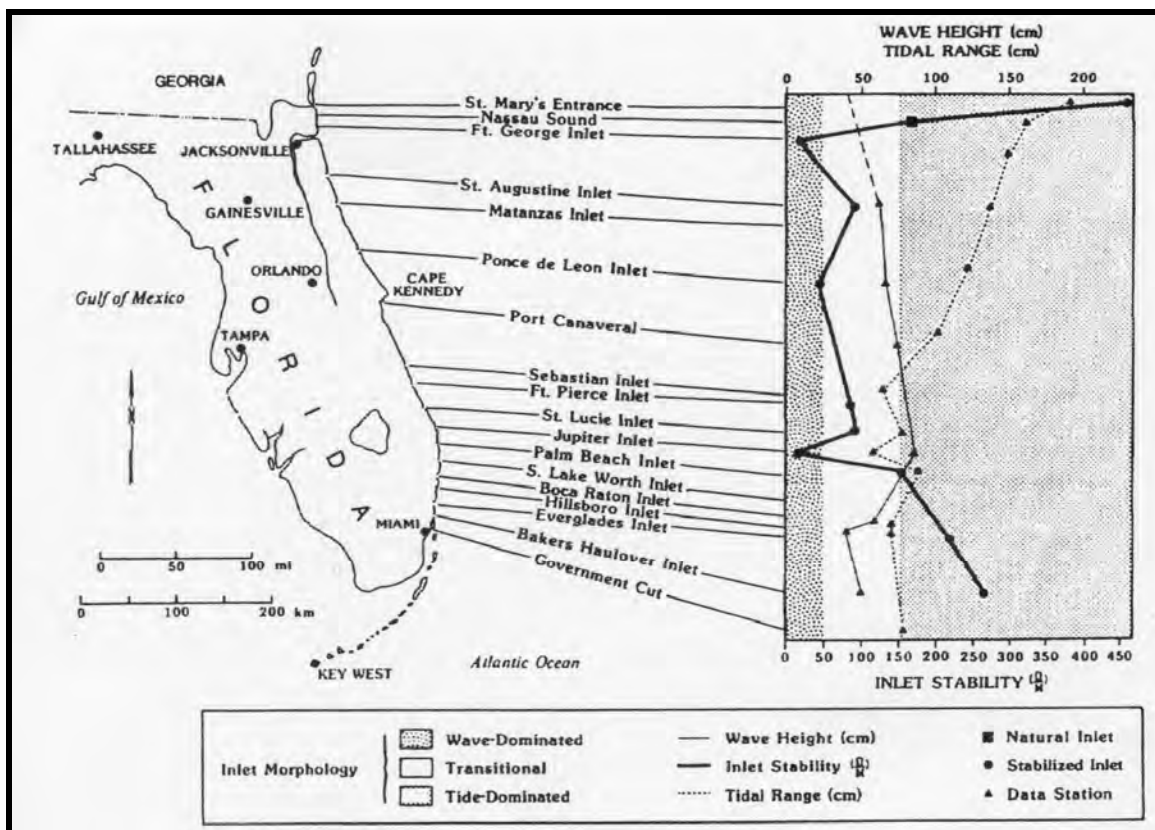 WAVE HEIGHT (cm)
TIDAL RANGE (cm)
0 50 100 150 200
GEORGIA
TALLAHASSEE
JACKSONVILLE
GAINESVILLE
ORLANDO
CAPE
KENNEDY
TAMPA
MIAMI
KEY WEST
FLORIDA
Gulf of Mexico
Atlantic Ocean
N
0 50 100 mi
0 100 200 km
St. Mary's Entrance
Nassau Sound
Ft. George Inlet
St. Augustine Inlet
Matanzas Inlet
Ponce de Leon Inlet
Port Canaveral
Sebastian Inlet
Ft. Pierce Inlet
St. Lucie Inlet
Jupiter Inlet
Palm Beach Inlet
S. Lake Worth Inlet
Boca Raton Inlet
Hillsboro Inlet
Everglades Inlet
Bakers Haulover Inlet
Government Cut
0 50 100 150 200 250 300 350 400 450
INLET STABILITY (Ω/M)
Inlet Morphology
Wave-Dominated
Transitional
Tide-Dominated
Wave Height (cm)
Inlet Stability (Ω/M)
Tidal Range (cm)
Natural Inlet
Stabilized Inlet
Data Station